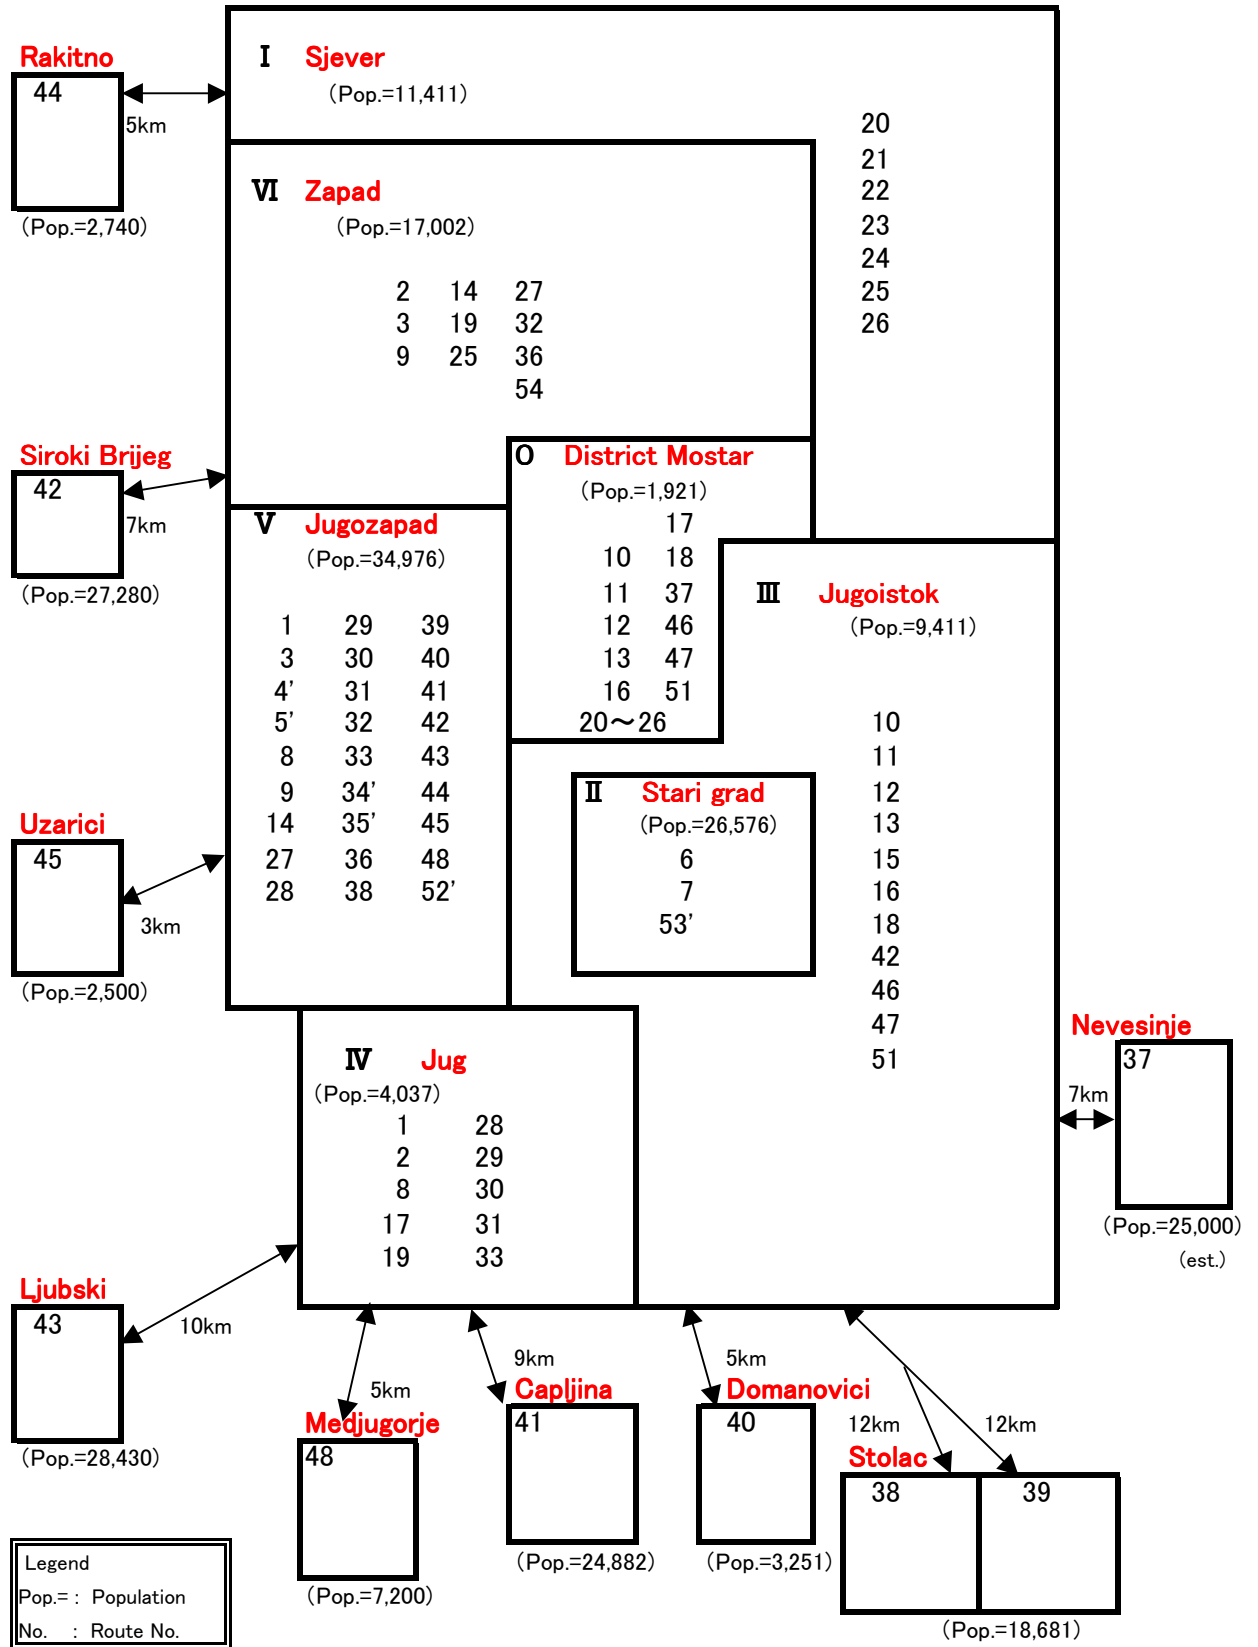 Rakitno
44
5km
(Pop.=2,740)
I Sjever
(Pop.=11,411)
20
21
22
23
24
25
26
VI Zapad
(Pop.=17,002)
2 14 27
3 19 32
9 25 36
54
Siroki Brijeg
42
7km
(Pop.=27,280)
O District Mostar
(Pop.=1,921)
17
10 18
11 37
12 46
13 47
16 51
20~26
V Jugozapad
(Pop.=34,976)
1 29 39
3 30 40
4' 31 41
5' 32 42
8 33 43
9 34' 44
14 35' 45
27 36 48
28 38 52'
III Jugoistok
(Pop.=9,411)
10
11
12
13
15
16
18
42
46
47
51
II Stari grad
(Pop.=26,576)
6
7
53'
Uzarici
45
3km
(Pop.=2,500)
IV Jug
(Pop.=4,037)
1 28
2 29
8 30
17 31
19 33
Nevesinje
37
7km
(Pop.=25,000)
(est.)
Ljubski
43
10km
(Pop.=28,430)
5km
Medjugorje
48
(Pop.=7,200)
9km
Capljina
41
(Pop.=24,882)
5km
Domanovici
40
(Pop.=3,251)
12km 12km
Stolac
38 39
(Pop.=18,681)
Legend
Pop.= : Population
No. : Route No.